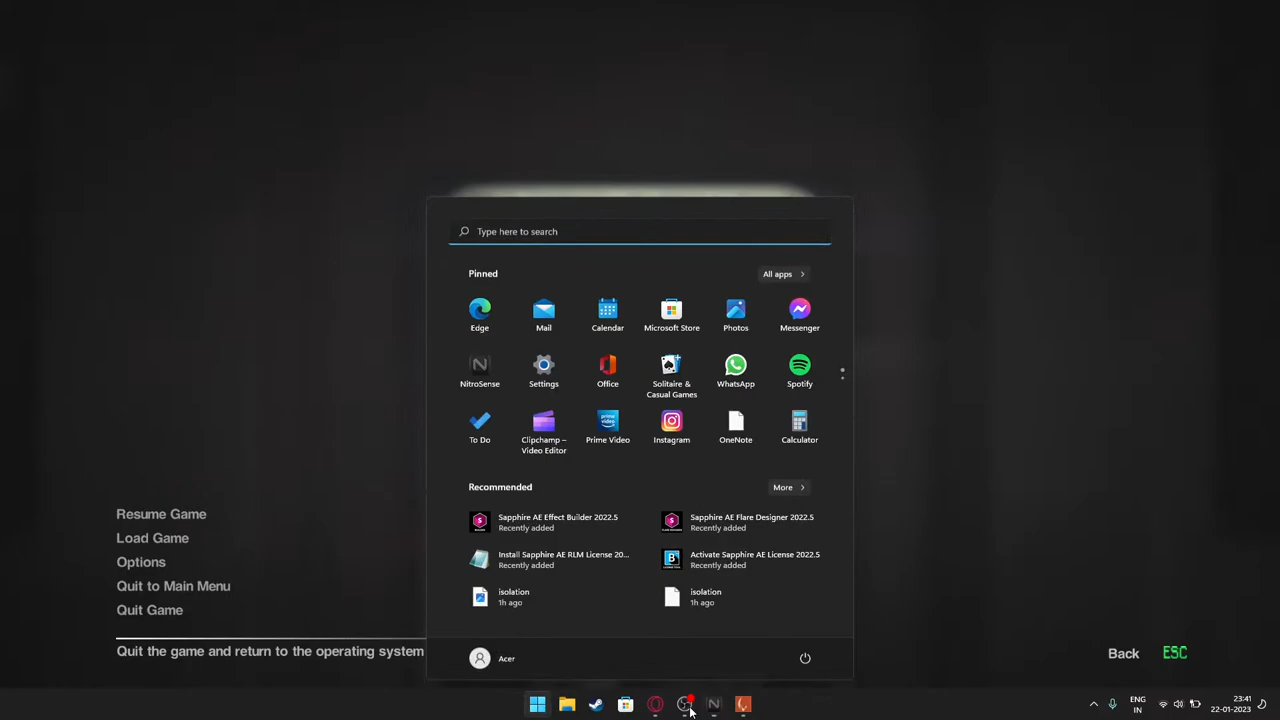 Type here to search
Pinned
All apps
Edge
Mail
Calendar
Microsoft Store
Photos
Messenger
NitroSense
Settings
Office
Solitaire &
Casual Games
WhatsApp
Spotify
To Do
Clipchamp –
Video Editor
prime
video
Prime Video
Instagram
OneNote
Calculator
Recommended
More
Sapphire AE Effect Builder 2022.5
Recently added
Sapphire AE Flare Designer 2022.5
Recently added
Install Sapphire AE RLM License 20...
Recently added
Activate Sapphire AE License 2022.5
Recently added
isolation
1h ago
isolation
1h ago
Acer
Resume Game
Load Game
Options
Quit to Main Menu
Quit Game
Quit the game and return to the operating system
Back ESC
ENG
IN
23:41
22-01-2023